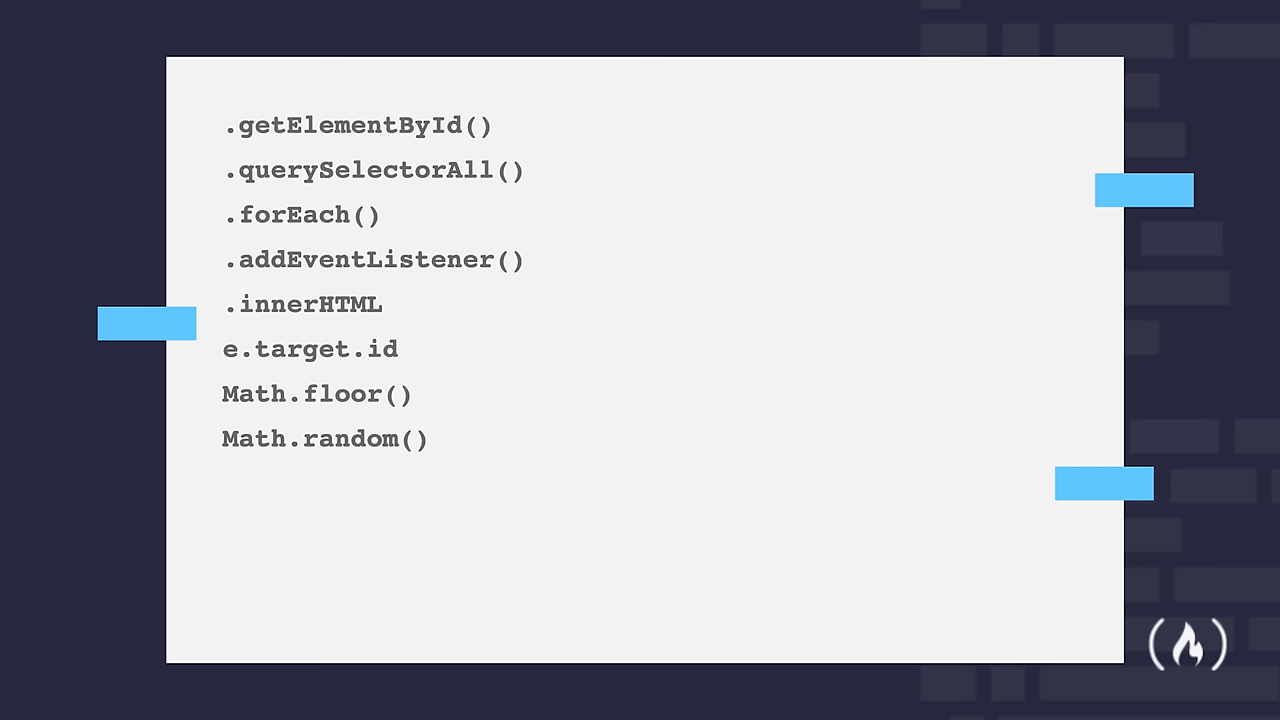 .getElementById()
.querySelectorAll()
.forEach()
.addEventListener()
.innerHTML
e.target.id
Math.floor()
Math.random()